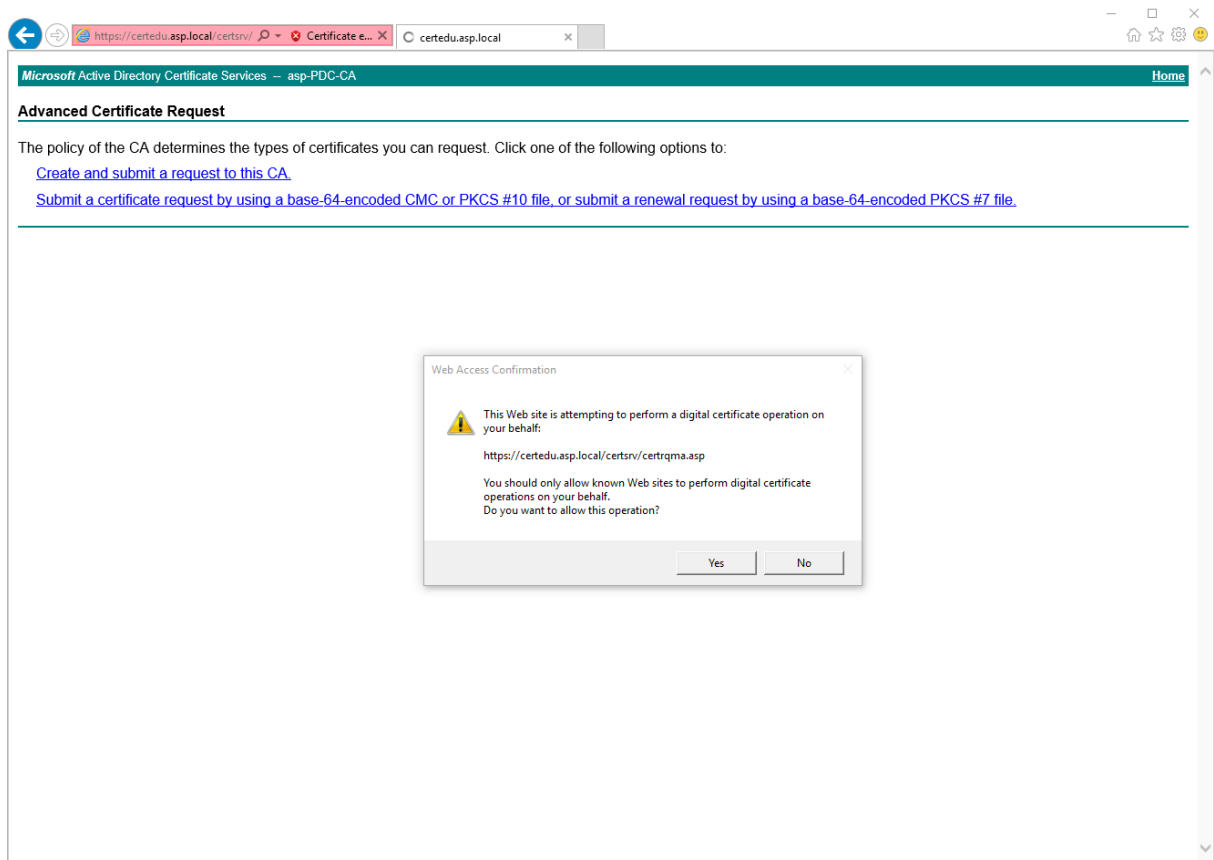 https://certedu.asp.local/certsrv/
Certificate e...
certedu.asp.local
Microsoft Active Directory Certificate Services -- asp-PDC-CA
Home
Advanced Certificate Request
The policy of the CA determines the types of certificates you can request. Click one of the following options to:
Create and submit a request to this CA.
Submit a certificate request by using a base-64-encoded CMC or PKCS #10 file, or submit a renewal request by using a base-64-encoded PKCS #7 file.
Web Access Confirmation
This Web site is attempting to perform a digital certificate operation on
your behalf:
https://certedu.asp.local/certsrv/certrqma.asp
You should only allow known Web sites to perform digital certificate
operations on your behalf.
Do you want to allow this operation?
Yes
No